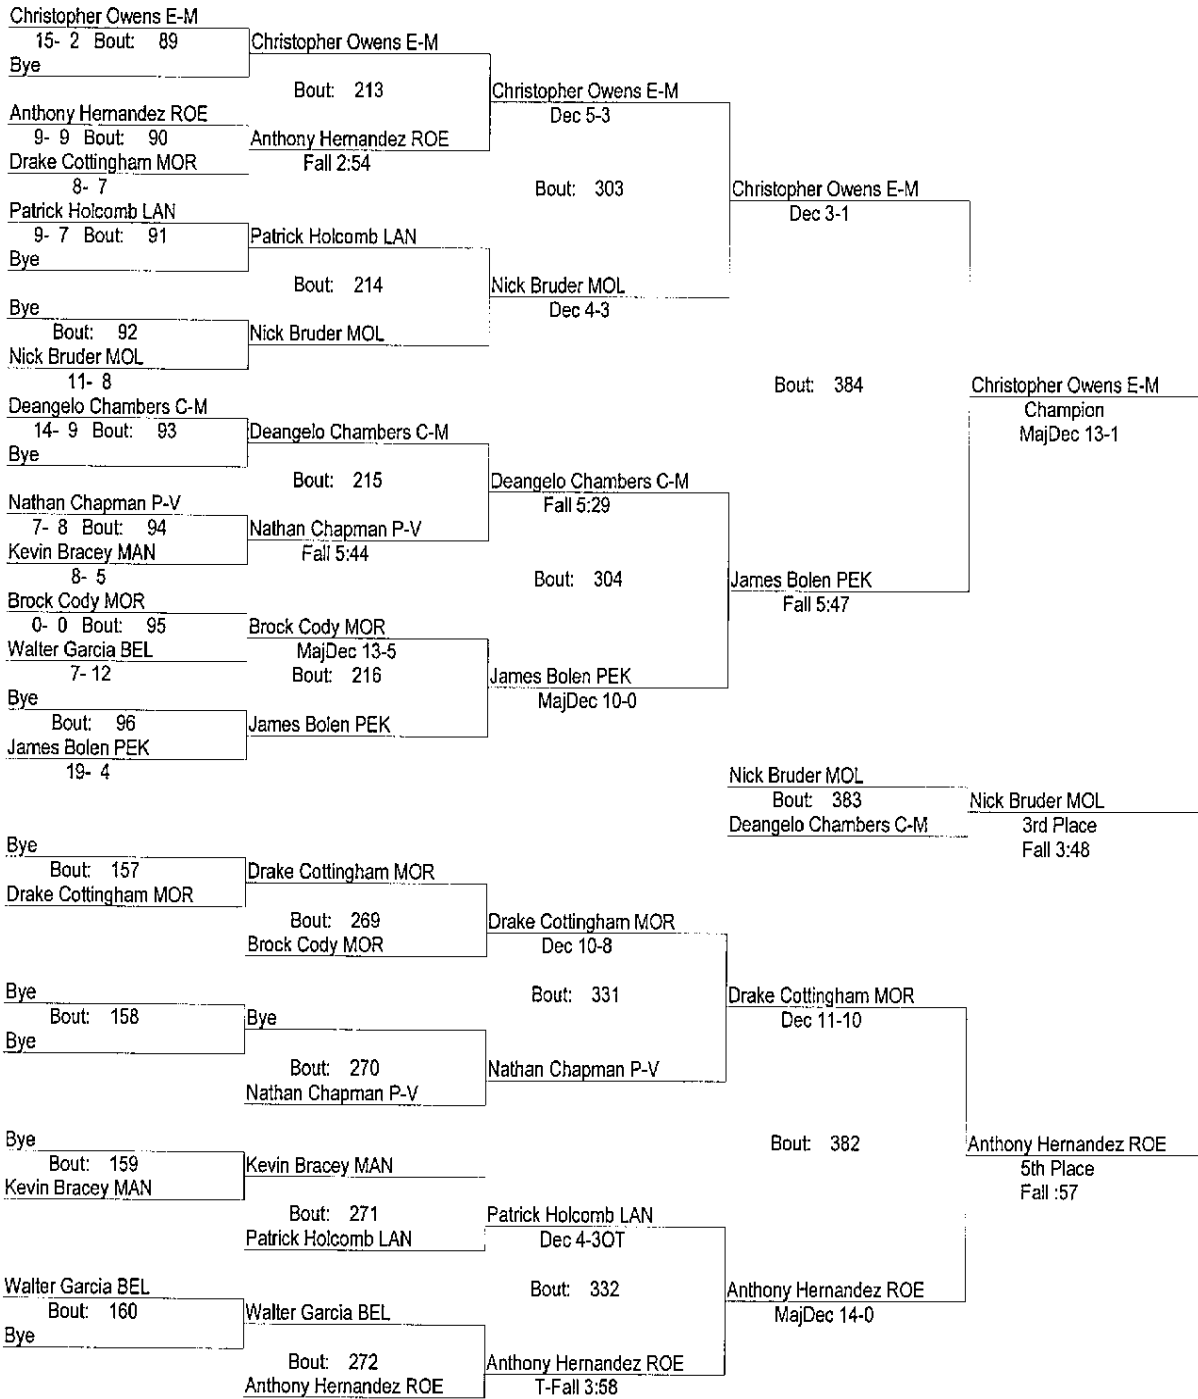 Christopher Owens E-M
15- 2 Bout: 89
Bye
Christopher Owens E-M
Bout: 213
Anthony Hernandez ROE
9- 9 Bout: 90
Drake Cottingham MOR
8- 7
Anthony Hernandez ROE
Fall 2:54
Christopher Owens E-M
Dec 5-3
Bout: 303
Patrick Holcomb LAN
9- 7 Bout: 91
Bye
Patrick Holcomb LAN
Bout: 214
Bye
Bout: 92
Nick Bruder MOL
11- 8
Nick Bruder MOL
Nick Bruder MOL
Dec 4-3
Christopher Owens E-M
Dec 3-1
Bout: 384
Christopher Owens E-M
Champion
MajDec 13-1
Deangelo Chambers C-M
14- 9 Bout: 93
Bye
Deangelo Chambers C-M
Bout: 215
Nathan Chapman P-V
7- 8 Bout: 94
Kevin Bracey MAN
8- 5
Nathan Chapman P-V
Fall 5:44
Deangelo Chambers C-M
Fall 5:29
Bout: 304
Brock Cody MOR
0- 0 Bout: 95
Walter Garcia BEL
7- 12
Brock Cody MOR
MajDec 13-5
Bout: 216
Bye
Bout: 96
James Bolen PEK
19- 4
James Bolen PEK
James Bolen PEK
MajDec 10-0
James Bolen PEK
Fall 5:47
Nick Bruder MOL
Bout: 383
Deangelo Chambers C-M
Nick Bruder MOL
3rd Place
Fall 3:48
Bye
Bout: 157
Drake Cottingham MOR
Drake Cottingham MOR
Bout: 269
Brock Cody MOR
Drake Cottingham MOR
Dec 10-8
Bout: 331
Bye
Bout: 158
Bye
Bye
Bout: 270
Nathan Chapman P-V
Nathan Chapman P-V
Drake Cottingham MOR
Dec 11-10
Bout: 382
Anthony Hernandez ROE
5th Place
Fall :57
Bye
Bout: 159
Kevin Bracey MAN
Kevin Bracey MAN
Bout: 271
Patrick Holcomb LAN
Patrick Holcomb LAN
Dec 4-3OT
Bout: 332
Walter Garcia BEL
Bout: 160
Bye
Walter Garcia BEL
Bout: 272
Anthony Hernandez ROE
Anthony Hernandez ROE
T-Fall 3:58
Anthony Hernandez ROE
MajDec 14-0